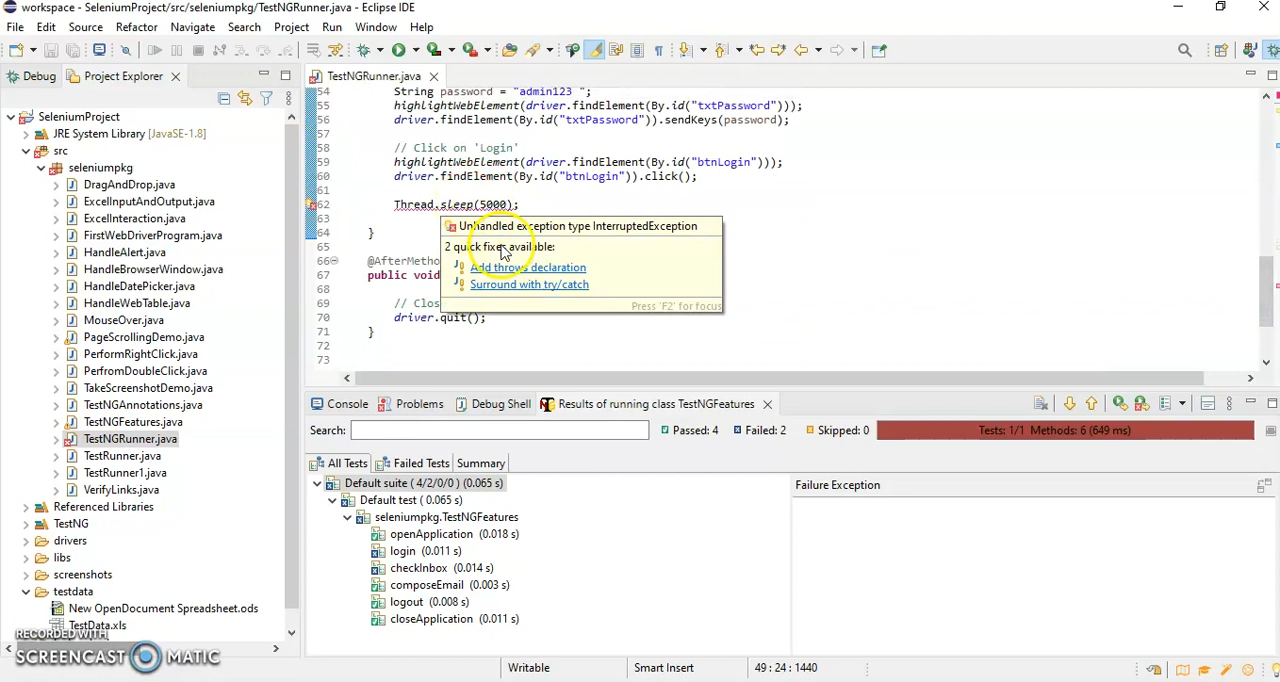 workspace - SeleniumProject/src/seleniumpkg/TestNGRunner.java - Eclipse IDE
File Edit Source Refactor Navigate Search Project Run Window Help
Debug Project Explorer
SeleniumProject
JRE System Library [JavaSE-1.8]
src
seleniumpkg
DragAndDrop.java
ExcelInputAndOutput.java
ExcelInteraction.java
FirstWebDriverProgram.java
HandleAlert.java
HandleBrowserWindow.java
HandleDatePicker.java
HandleWebTable.java
MouseOver.java
PageScrollingDemo.java
PerformRightClick.java
PerfromDoubleClick.java
TakeScreenshotDemo.java
TestNGAnnotations.java
TestNGFeatures.java
TestNGRunner.java
TestRunner.java
TestRunner1.java
VerifyLinks.java
Referenced Libraries
TestNG
drivers
libs
screenshots
testdata
New OpenDocument Spreadsheet.ods
TestData.xls
RECORDED WITH
SCREENCAST MATIC
TestNGRunner.java
54 String password = "admin123 ";
55 highlightWebElement(driver.findElement(By.id("txtPassword")));
56 driver.findElement(By.id("txtPassword")).sendKeys(password);
57
58 // Click on 'Login'
59 highlightWebElement(driver.findElement(By.id("btnLogin")));
60 driver.findElement(By.id("btnLogin")).click();
61
62 Thread.sleep(5000);
63
64 }
65
66 @AfterMetho
67 public void
68
69 // Clos
70 driver.quit();
71 }
72
73
Unhandled exception type InterruptedException
2 quick fixes available:
Add throws declaration
Surround with try/catch
Press 'F2' for focus
Console Problems Debug Shell Results of running class TestNGFeatures
Search: Passed: 4 Failed: 2 Skipped: 0 Tests: 1/1 Methods: 6 (649 ms)
All Tests Failed Tests Summary
Default suite ( 4/2/0/0 ) (0.065 s)
Default test ( 0.065 s)
seleniumpkg.TestNGFeatures
openApplication (0.018 s)
login (0.011 s)
checkInbox (0.014 s)
composeEmail (0.003 s)
logout (0.008 s)
closeApplication (0.011 s)
Failure Exception
Writable Smart Insert 49 : 24 : 1440